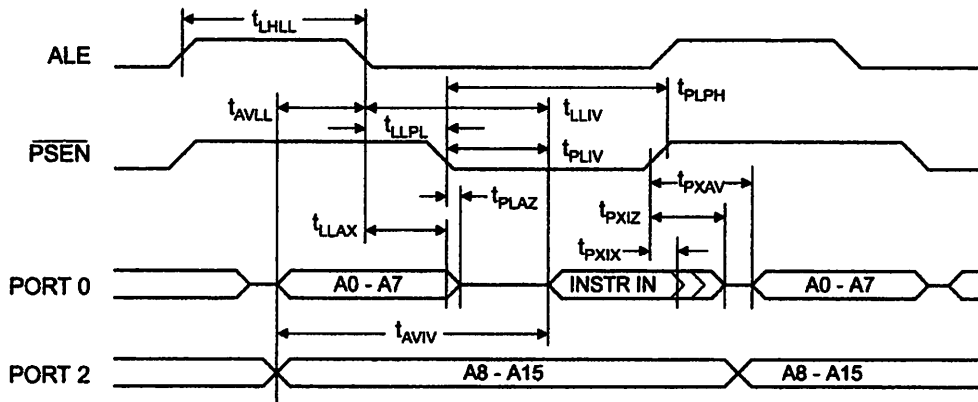 tLHLL
ALE
tPLPH
tAVLL
tLLIV
tLLPL
PSEN
tPLIV
tPXAV
tPLAZ
tPXIZ
tLLAX
tPXIX
PORT 0
A0 - A7
INSTR IN
A0 - A7
tAVIV
PORT 2
A8 - A15
A8 - A15